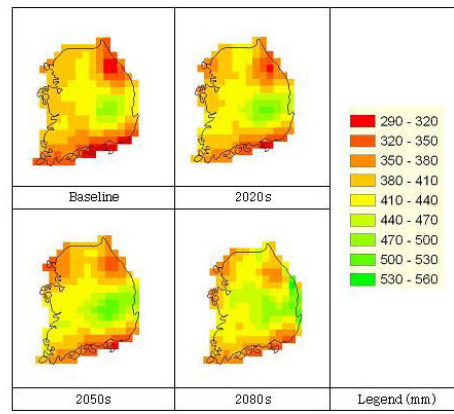 290 - 320
320 - 350
350 - 380
380 - 410
410 - 440
440 - 470
470 - 500
500 - 530
530 - 560
Baseline
2020s
2050s
2080s
Legend (mm)